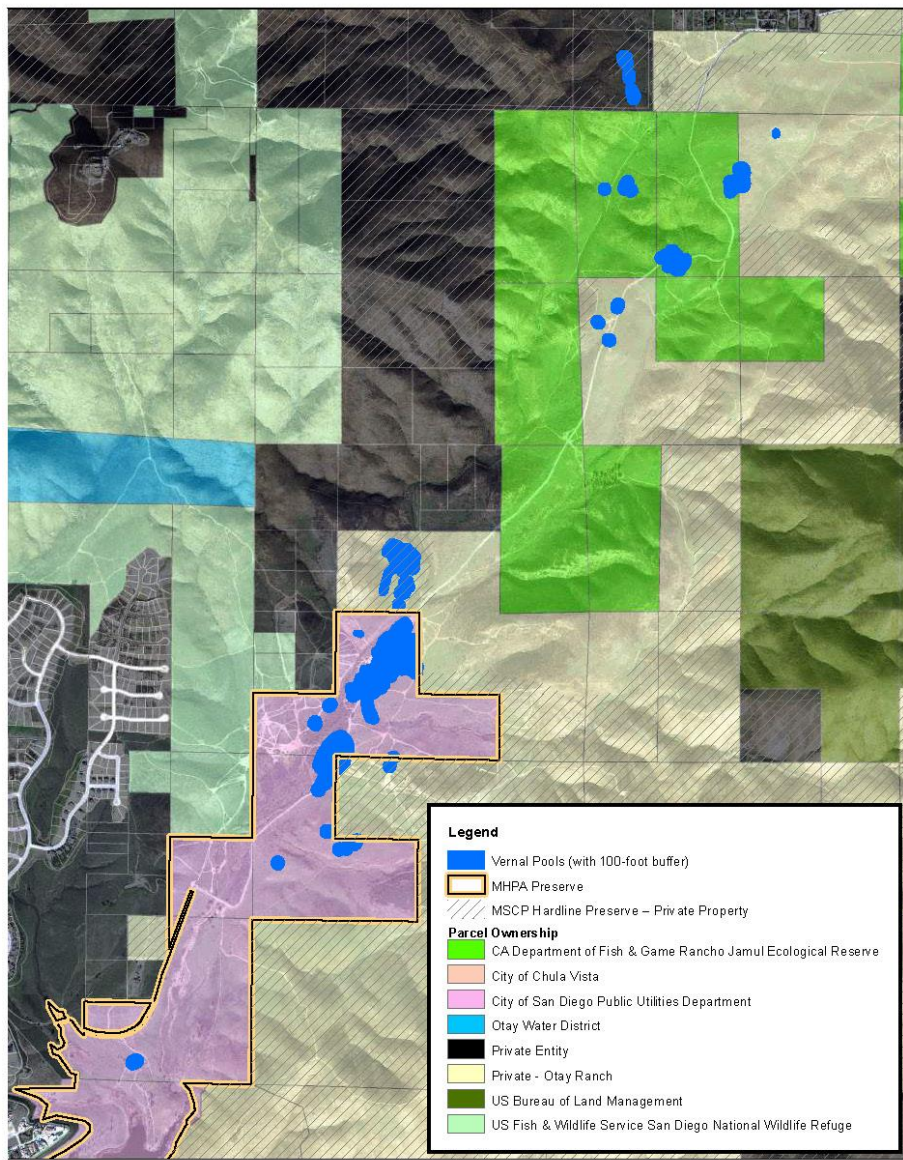 Legend
Vernal Pools (with 100-foot buffer)
MHPA Preserve
MSCP Hardline Preserve – Private Property
Parcel Ownership
CA Department of Fish & Game Rancho Jamul Ecological Reserve
City of Chula Vista
City of San Diego Public Utilities Department
Otay Water District
Private Entity
Private - Otay Ranch
US Bureau of Land Management
US Fish & Wildlife Service San Diego National Wildlife Refuge